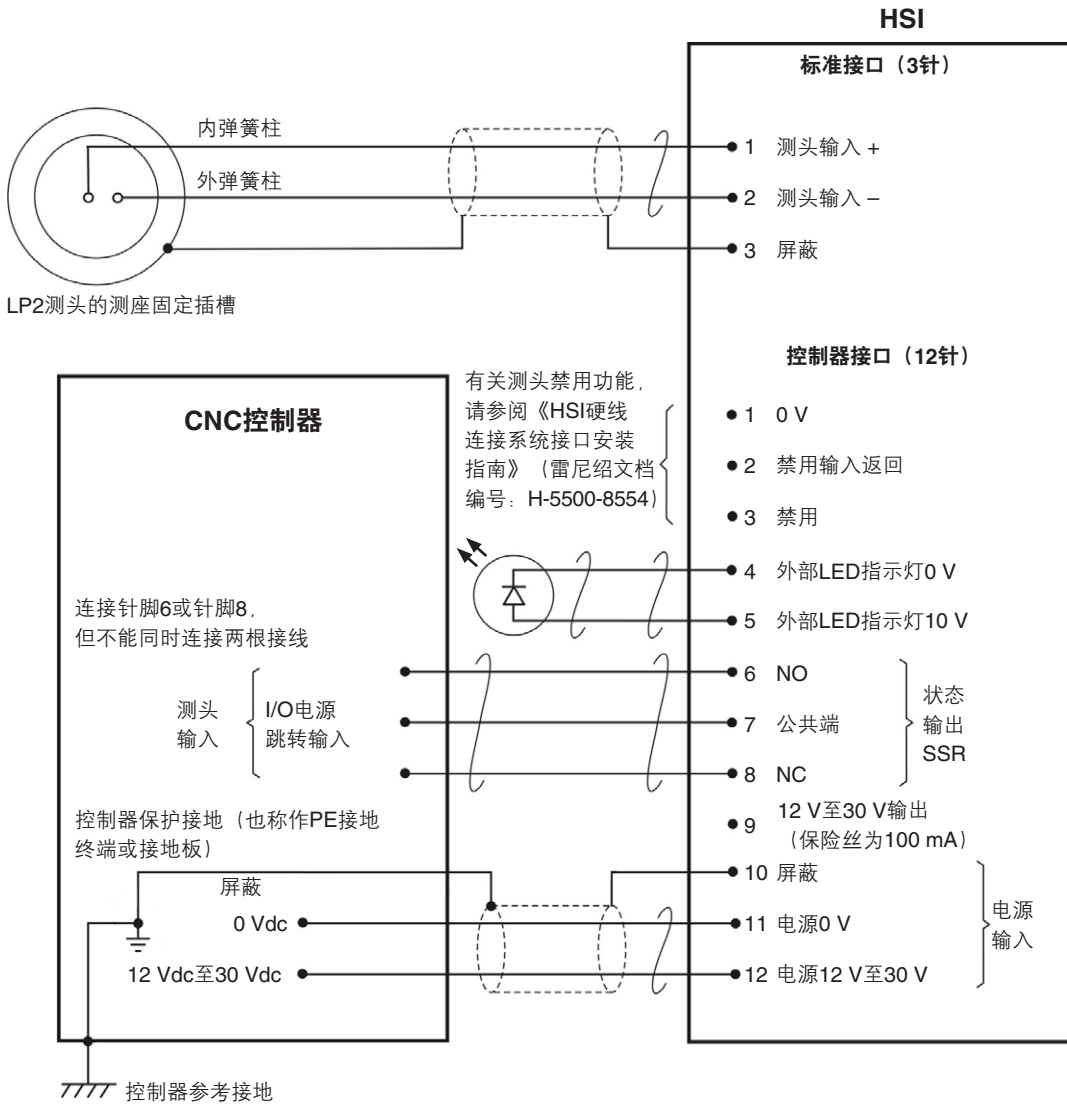 HSI
标准接口（3针）
内弹簧柱
1 测头输入 +
外弹簧柱
2 测头输入 –
3 屏蔽
LP2测头的测座固定插槽
控制器接口（12针）
有关测头禁用功能，
请参阅《HSI硬线
连接系统接口安装
指南》（雷尼绍文档
编号：H-5500-8554）
1 0 V
2 禁用输入返回
3 禁用
4 外部LED指示灯0 V
5 外部LED指示灯10 V
6 NO
7 公共端
8 NC
状态
输出
SSR
9 12 V至30 V输出
（保险丝为100 mA）
10 屏蔽
11 电源0 V
12 电源12 V至30 V
电源
输入
CNC控制器
连接针脚6或针脚8，
但不能同时连接两根接线
测头
输入
I/O电源
跳转输入
控制器保护接地（也称作PE接地
终端或接地板）
屏蔽
0 Vdc
12 Vdc至30 Vdc
控制器参考接地